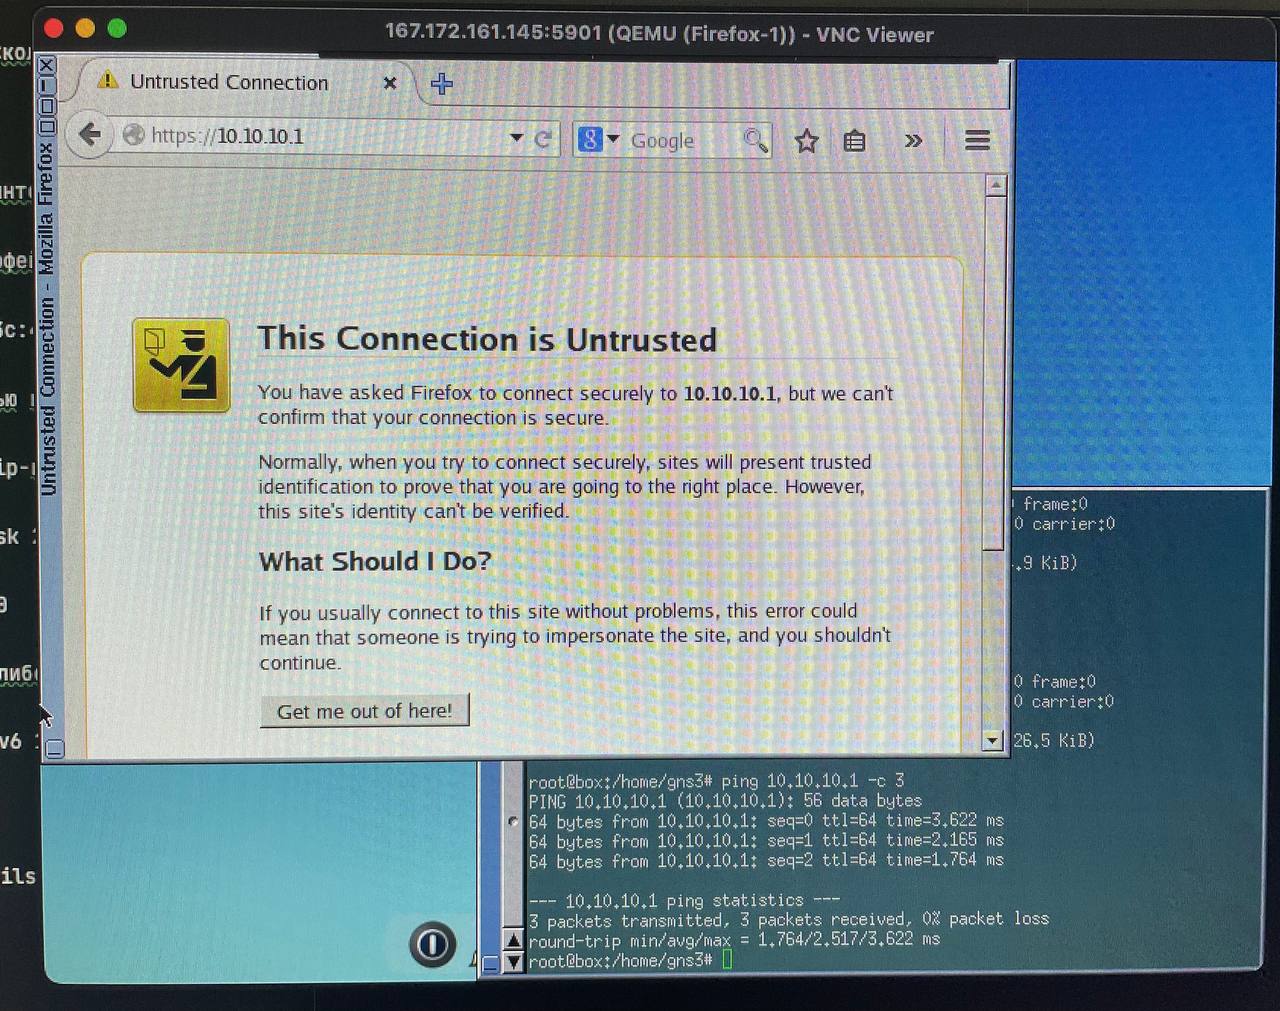 167.172.161.145:5901 (QEMU (Firefox-1)) - VNC Viewer
Untrusted Connection
https://10.10.10.1
Google
Untrusted Connection - Mozilla Firefox
This Connection is Untrusted
You have asked Firefox to connect securely to 10.10.10.1, but we can't
confirm that your connection is secure.
Normally, when you try to connect securely, sites will present trusted
identification to prove that you are going to the right place. However,
this site's identity can't be verified.
What Should I Do?
If you usually connect to this site without problems, this error could
mean that someone is trying to impersonate the site, and you shouldn't
continue.
Get me out of here!
frame:0
0 carrier:0
.9 KiB)
0 frame:0
0 carrier:0
26.5 KiB)
root@box:/home/gns3# ping 10.10.10.1 -c 3
PING 10.10.10.1 (10.10.10.1): 56 data bytes
64 bytes from 10.10.10.1: seq=0 ttl=64 time=3.622 ms
64 bytes from 10.10.10.1: seq=1 ttl=64 time=2.165 ms
64 bytes from 10.10.10.1: seq=2 ttl=64 time=1.764 ms
--- 10.10.10.1 ping statistics ---
3 packets transmitted, 3 packets received, 0% packet loss
round-trip min/avg/max = 1.764/2.517/3.622 ms
root@box:/home/gns3#
ils